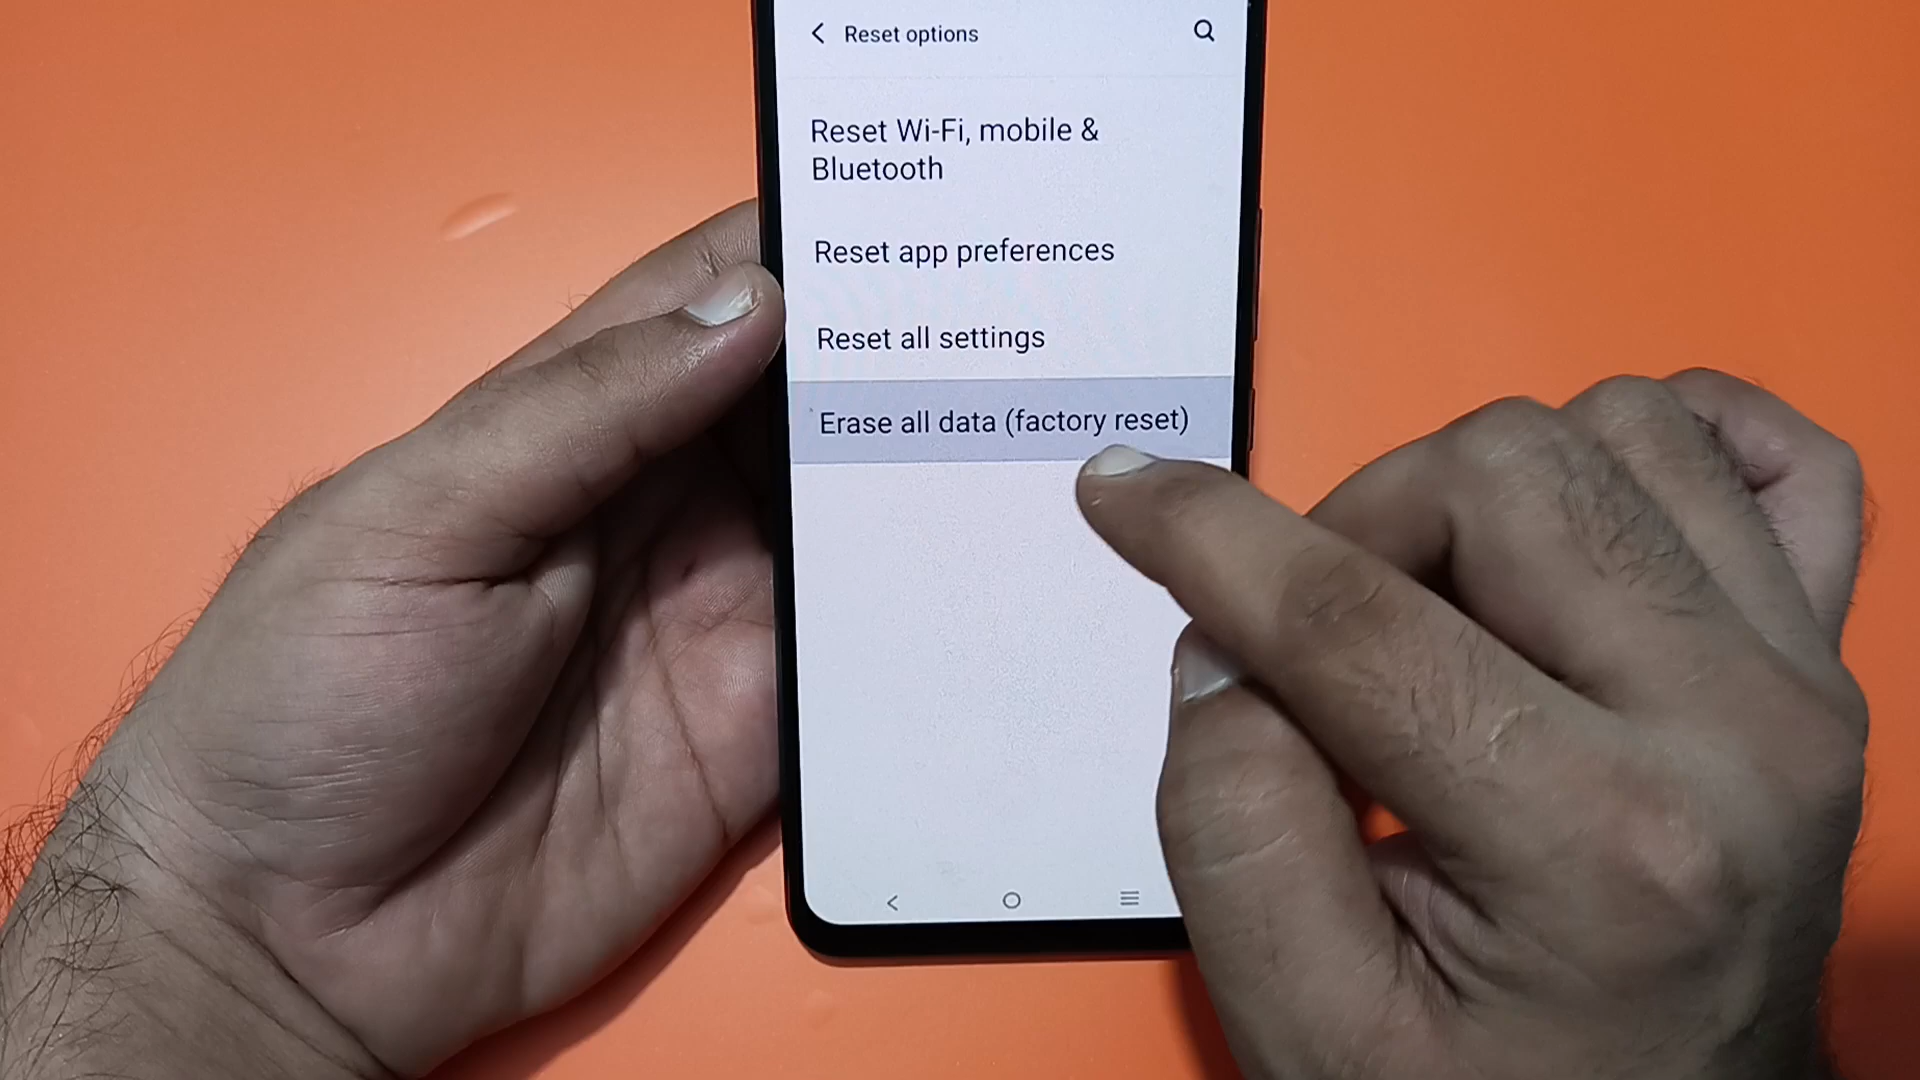 Reset options
Reset Wi-Fi, mobile &
Bluetooth
Reset app preferences
Reset all settings
Erase all data (factory reset)